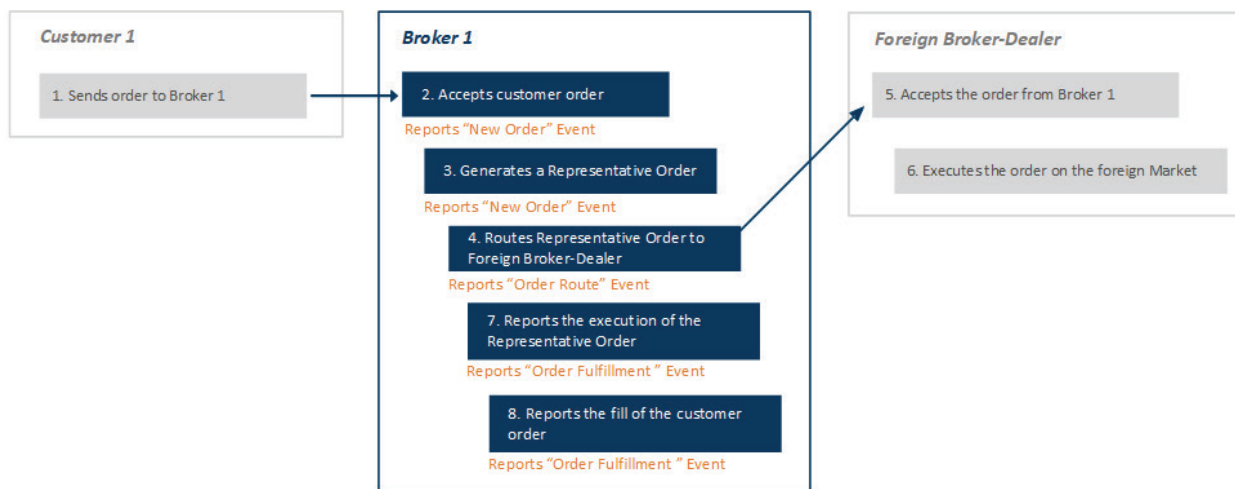 Customer 1
1. Sends order to Broker 1
Broker 1
2. Accepts customer order
Reports “New Order” Event
3. Generates a Representative Order
Reports “New Order” Event
4. Routes Representative Order to
Foreign Broker-Dealer
Reports “Order Route” Event
7. Reports the execution of the
Representative Order
Reports “Order Fulfillment ” Event
8. Reports the fill of the customer
order
Reports “Order Fulfillment ” Event
Foreign Broker-Dealer
5. Accepts the order from Broker 1
6. Executes the order on the foreign Market